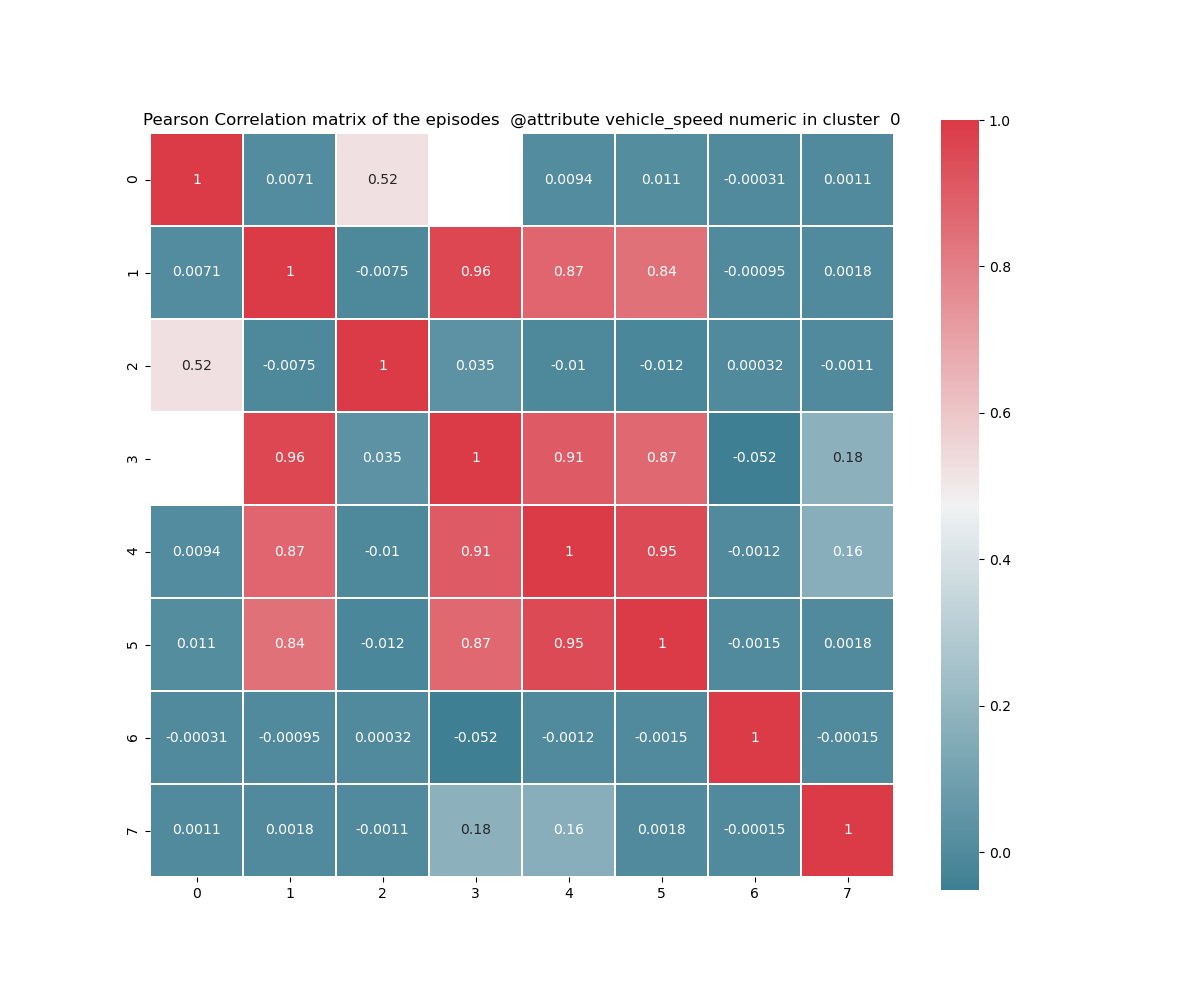 Pearson Correlation matrix of the episodes  @attribute vehicle_speed numeric in cluster  0
0 1 0.0071 0.52 0.0094 0.011 -0.00031 0.0011
1 0.0071 1 -0.0075 0.96 0.87 0.84 -0.00095 0.0018
2 0.52 -0.0075 1 0.035 -0.01 -0.012 0.00032 -0.0011
3 0.96 0.035 1 0.91 0.87 -0.052 0.18
4 0.0094 0.87 -0.01 0.91 1 0.95 -0.0012 0.16
5 0.011 0.84 -0.012 0.87 0.95 1 -0.0015 0.0018
6 -0.00031 -0.00095 0.00032 -0.052 -0.0012 -0.0015 1 -0.00015
7 0.0011 0.0018 -0.0011 0.18 0.16 0.0018 -0.00015 1
0 1 2 3 4 5 6 7
1.0
0.8
0.6
0.4
0.2
0.0